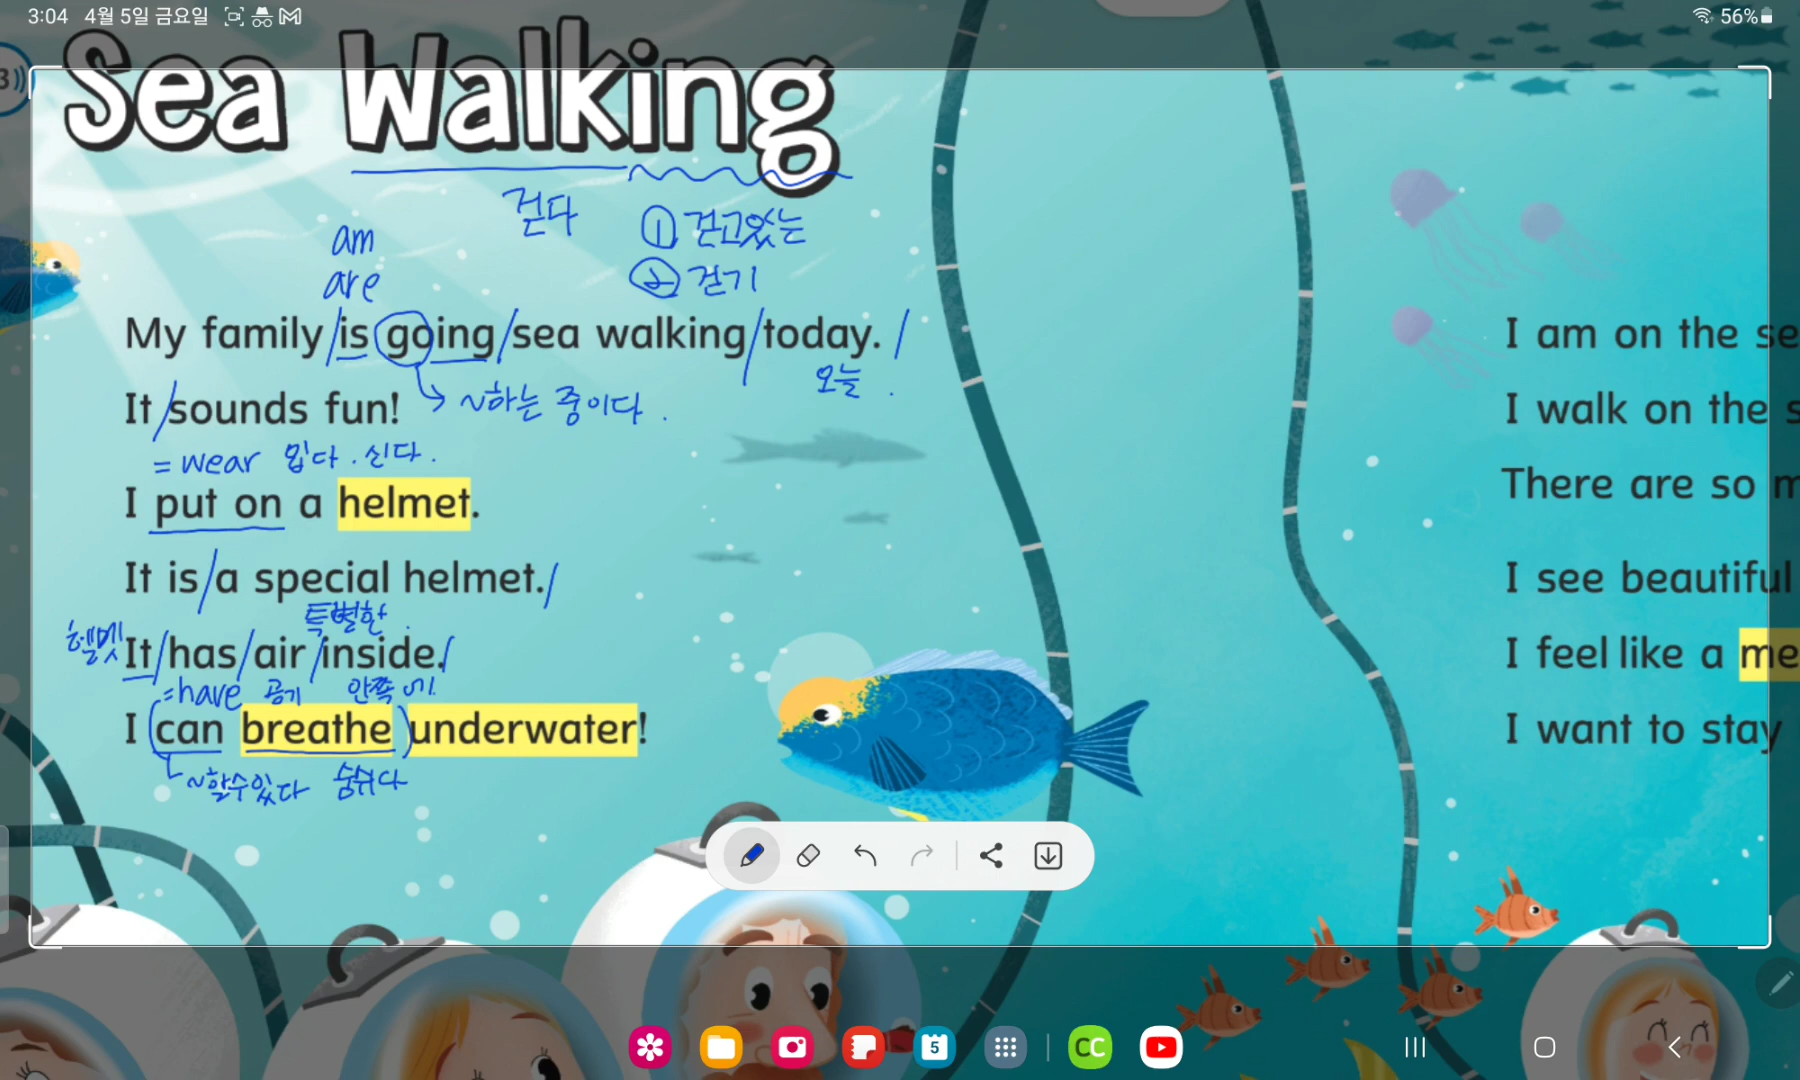 3:04 4월 5일 금요일
56%
3
Sea Walking
걷다
① 걷고있는
② 걷기
am
are
My family / is going / sea walking / today. /
오늘 .
It / sounds fun!
~하는 중이다 .
= wear 입다 . 신다 .
I put on a helmet.
It is / a special helmet. /
특별한 .
헬멧
It / has / air / inside. /
=have 공기 안쪽에
I (can breathe) underwater!
~할수있다 숨쉬다
I am on the se
I walk on the s
There are so m
I see beautiful
I feel like a me
I want to stay
5
CC